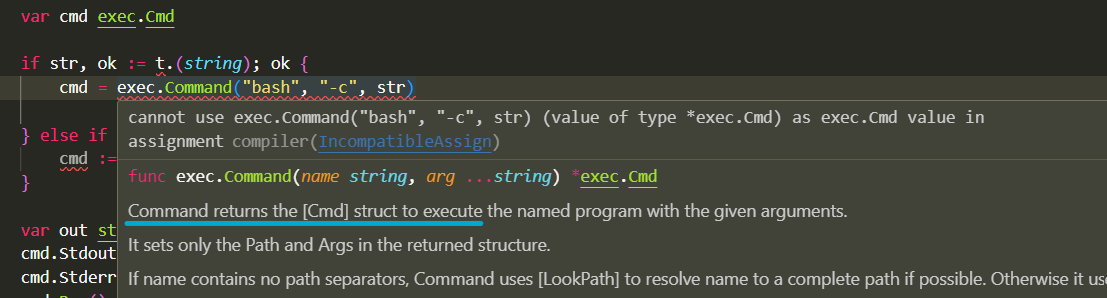 var cmd exec.Cmd
if str, ok := t.(string); ok {
cmd = exec.Command("bash", "-c", str)
cannot use exec.Command("bash", "-c", str) (value of type *exec.Cmd) as exec.Cmd value in
assignment compiler(IncompatibleAssign)
} else if
cmd :=
func exec.Command(name string, arg ...string) *exec.Cmd
}
Command returns the [Cmd] struct to execute the named program with the given arguments.
var out st
It sets only the Path and Args in the returned structure.
cmd.Stdout
cmd.Stderr
If name contains no path separators, Command uses [LookPath] to resolve name to a complete path if possible. Otherwise it